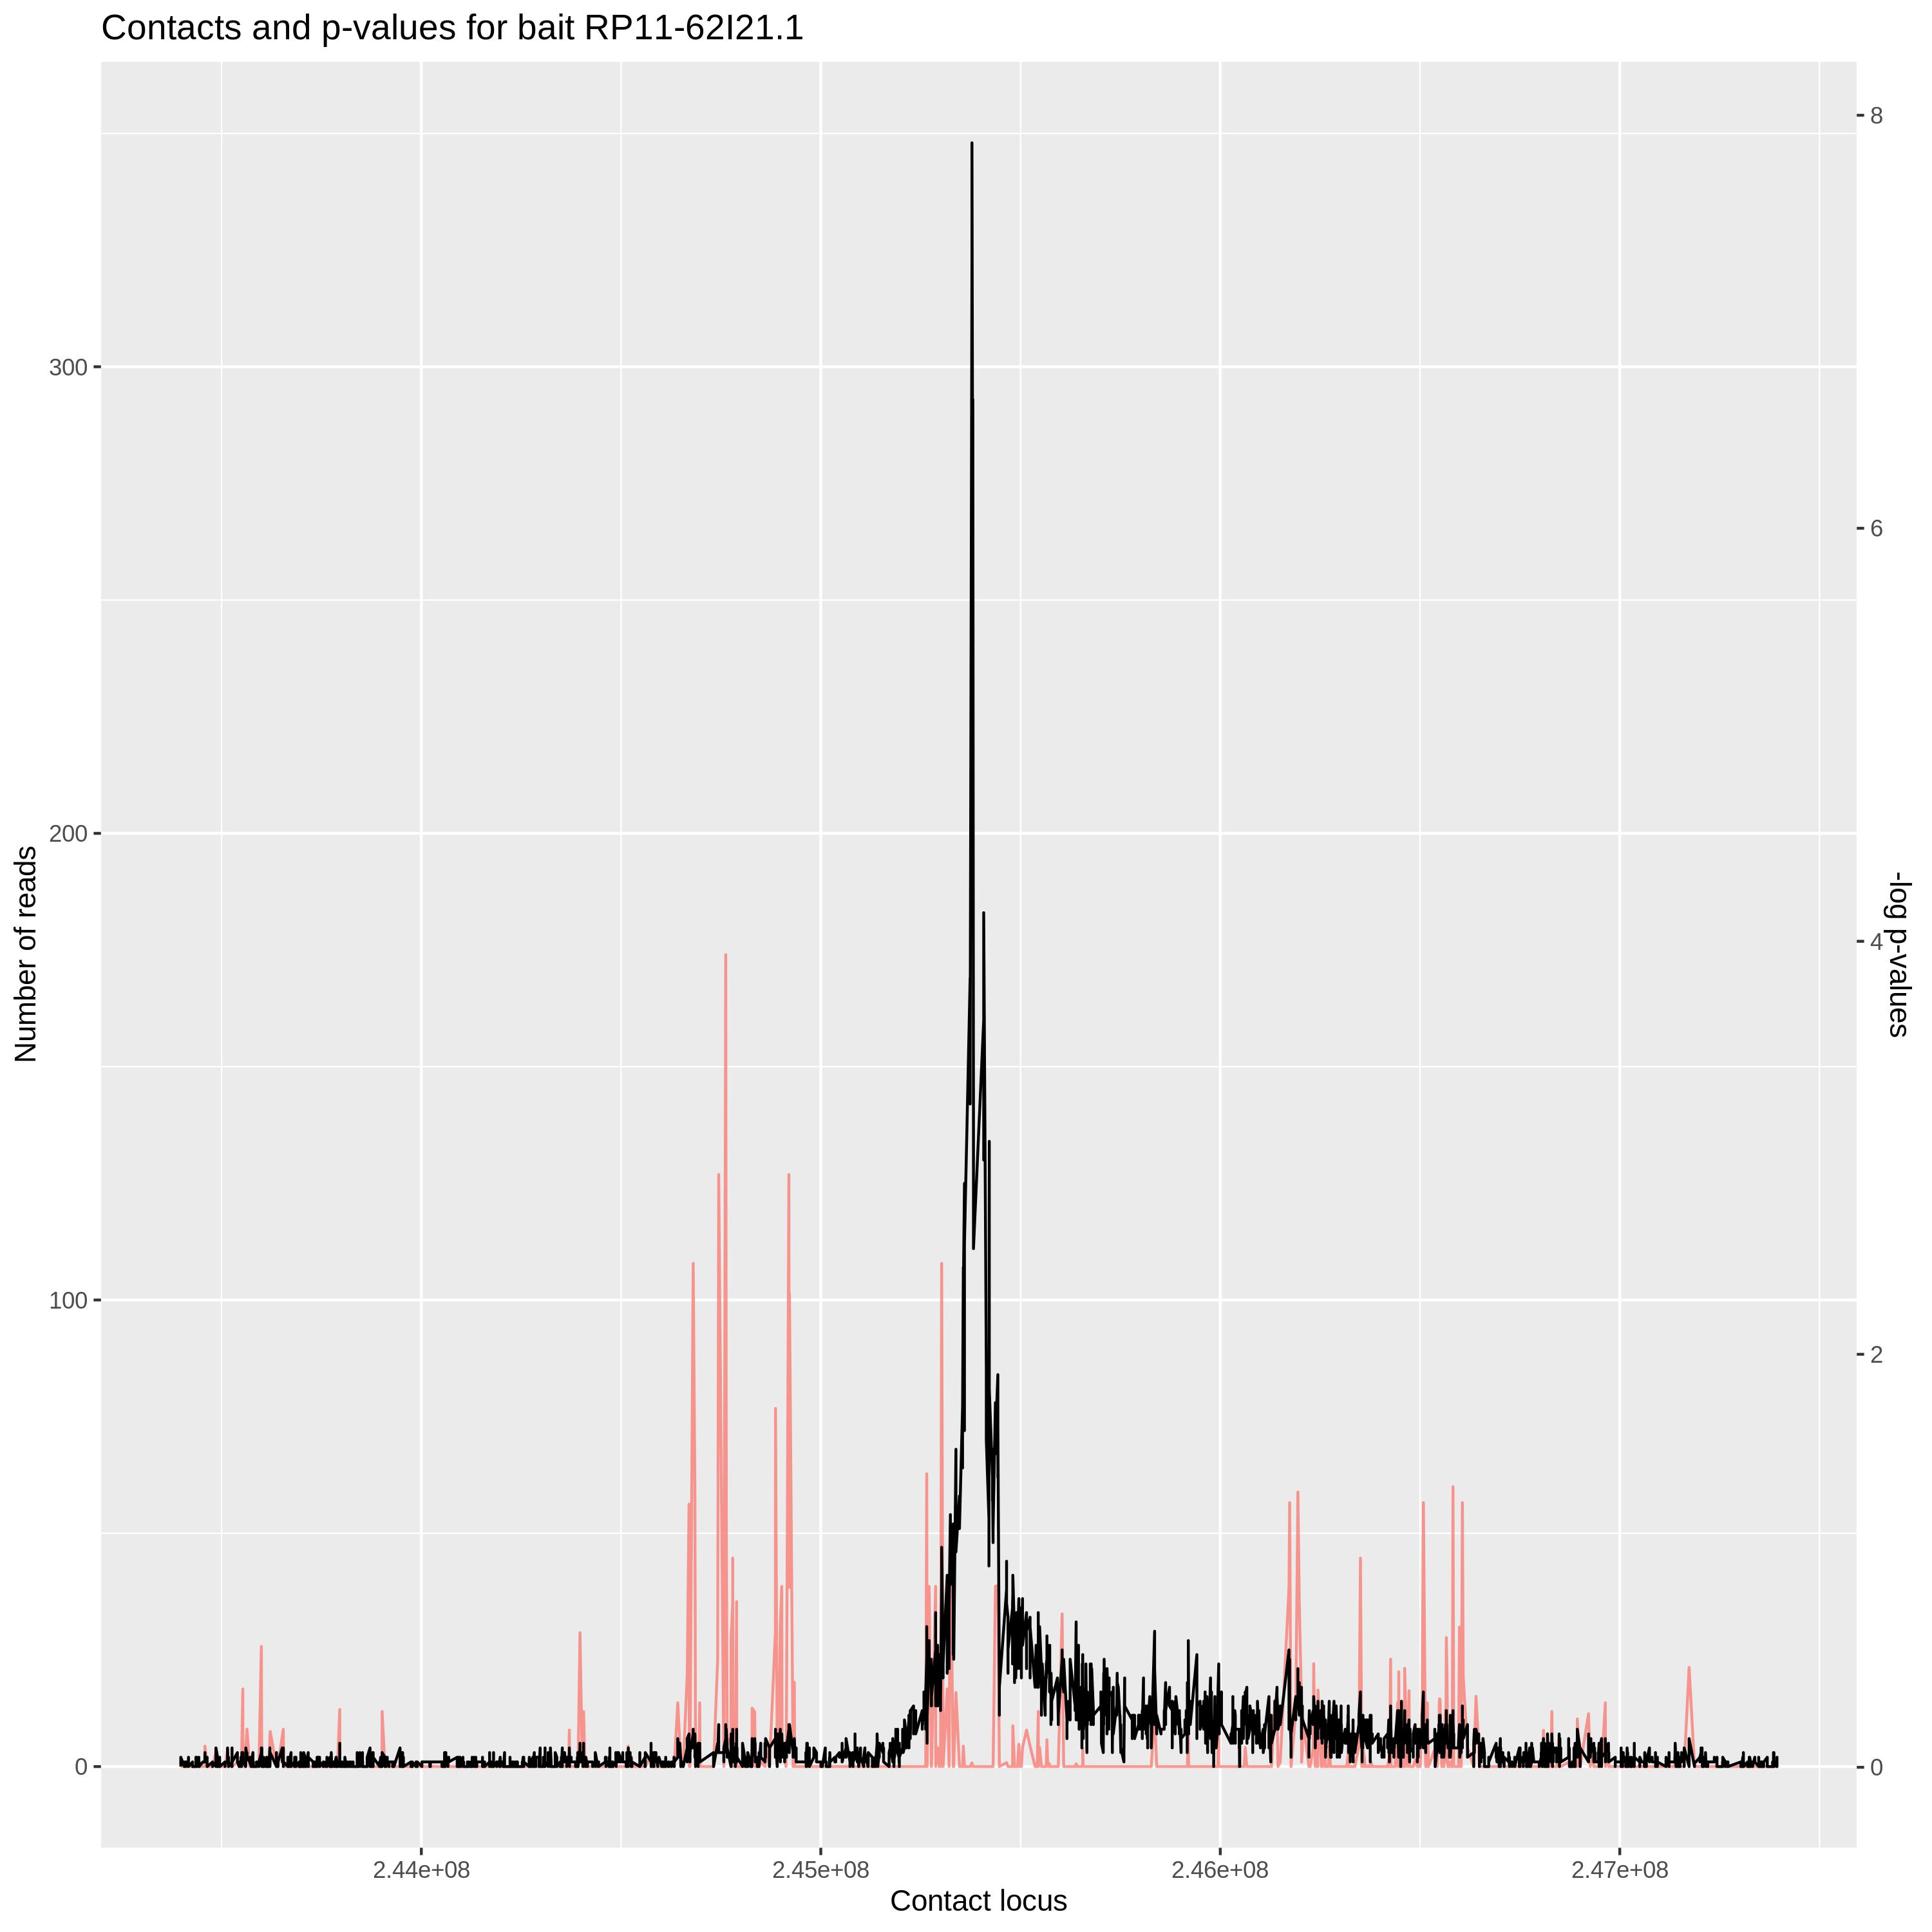 Contacts and p-values for bait RP11-62I21.1
Number of reads
300
200
100
0
8
6
4
2
0
-log p-values
2.44e+08 2.45e+08 2.46e+08 2.47e+08
Contact locus